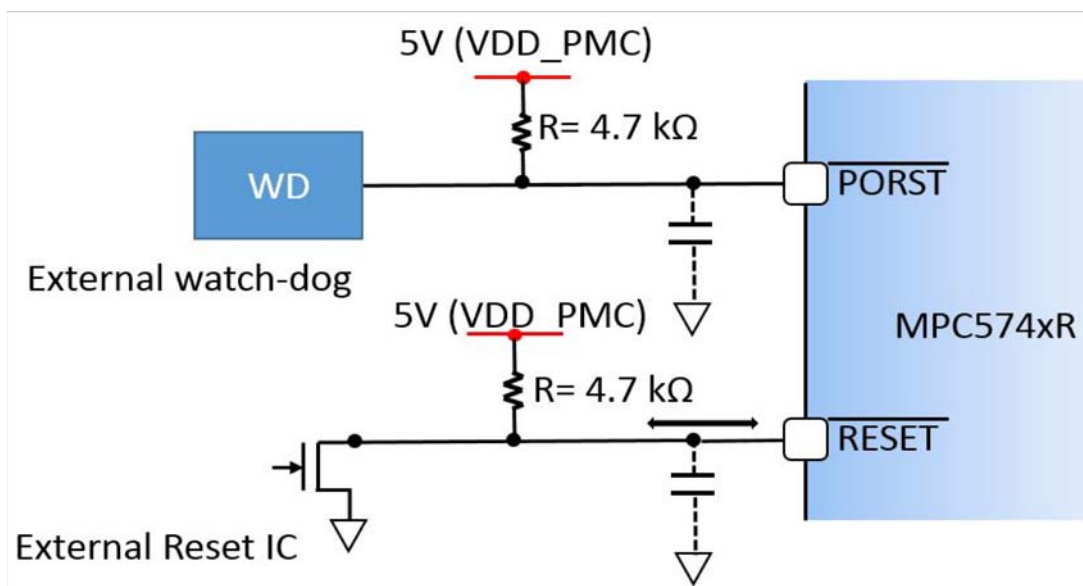 5V (VDD_PMC)
R= 4.7 kΩ
WD
PORST
External watch-dog
5V (VDD_PMC)
MPC574xR
R= 4.7 kΩ
RESET
External Reset IC